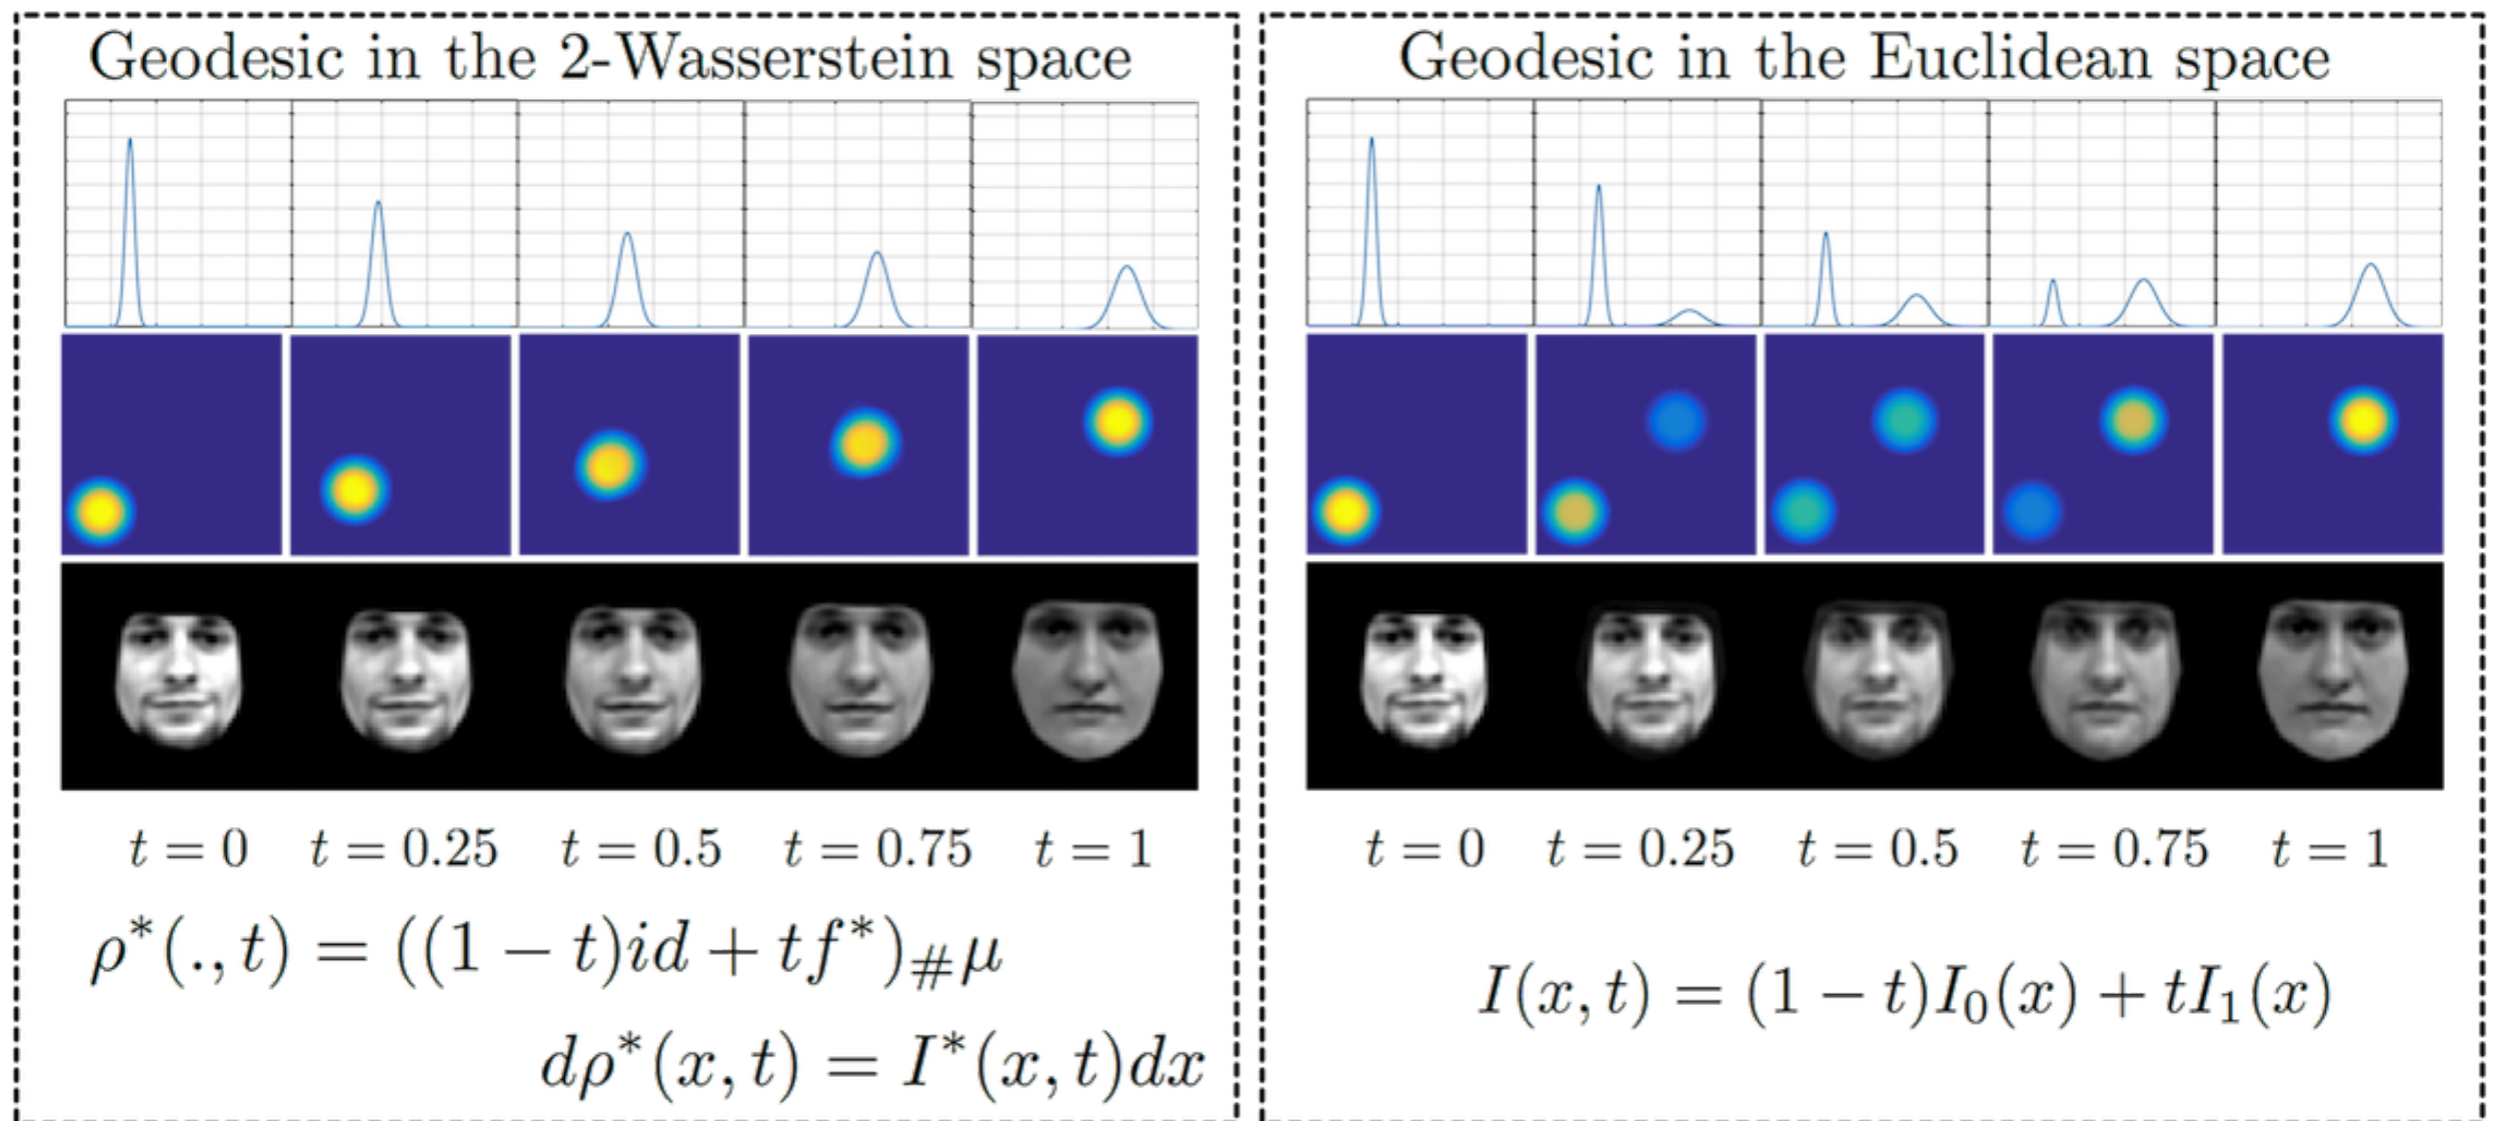 Geodesic in the 2-Wasserstein space
t = 0 t = 0.25 t = 0.5 t = 0.75 t = 1
ρ*(., t) = ((1 − t)id + tf*)#μ
dρ*(x, t) = I*(x, t)dx
Geodesic in the Euclidean space
t = 0 t = 0.25 t = 0.5 t = 0.75 t = 1
I(x, t) = (1 − t)I₀(x) + tI₁(x)